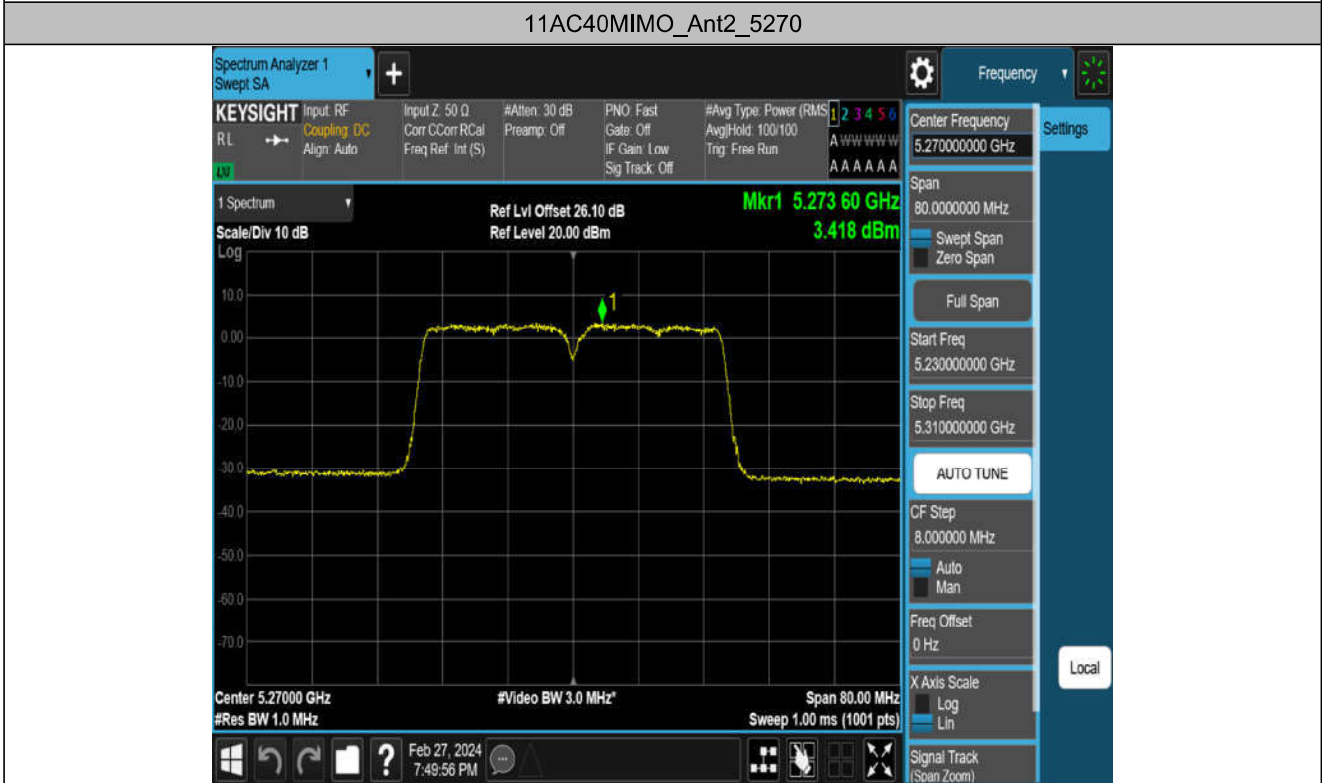 11AC40MIMO_Ant2_5270
Spectrum Analyzer 1
Swept SA
+
Frequency
KEYSIGHT
RL
LXI
Input: RF
Coupling: DC
Align: Auto
Input Z: 50 Ω
Corr CCorr RCal
Freq Ref: Int (S)
#Atten: 30 dB
Preamp: Off
PNO: Fast
Gate: Off
IF Gain: Low
Sig Track: Off
#Avg Type: Power (RMS
Avg|Hold: 100/100
Trig: Free Run
1 2 3 4 5 6
A W W W W W
A A A A A A
1 Spectrum
Scale/Div 10 dB
Ref Lvl Offset 26.10 dB
Ref Level 20.00 dBm
Mkr1 5.273 60 GHz
3.418 dBm
Log
10.0
0.00
-10.0
-20.0
-30.0
-40.0
-50.0
-60.0
-70.0
1
Center 5.27000 GHz
#Res BW 1.0 MHz
#Video BW 3.0 MHz*
Span 80.00 MHz
Sweep 1.00 ms (1001 pts)
Center Frequency
5.270000000 GHz
Settings
Span
80.0000000 MHz
Swept Span
Zero Span
Full Span
Start Freq
5.230000000 GHz
Stop Freq
5.310000000 GHz
AUTO TUNE
CF Step
8.000000 MHz
Auto
Man
Freq Offset
0 Hz
X Axis Scale
Log
Lin
Local
Signal Track
(Span Zoom)
?
Feb 27, 2024
7:49:56 PM